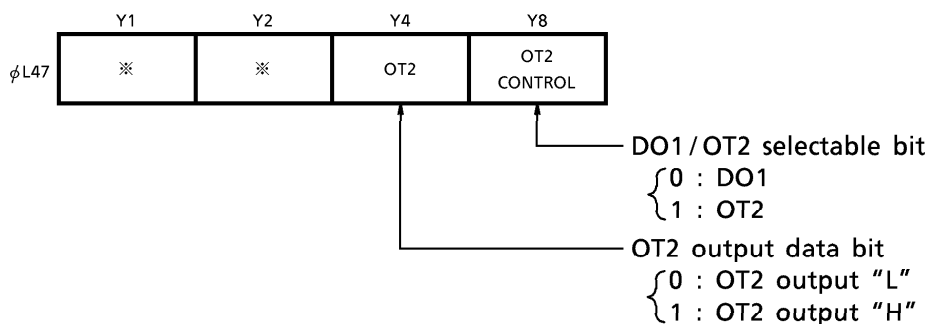 Y1 Y2 Y4 Y8
φL47 ※ ※ OT2 OT2 CONTROL
DO1/OT2 selectable bit
0 : DO1
1 : OT2
OT2 output data bit
0 : OT2 output “L”
1 : OT2 output “H”